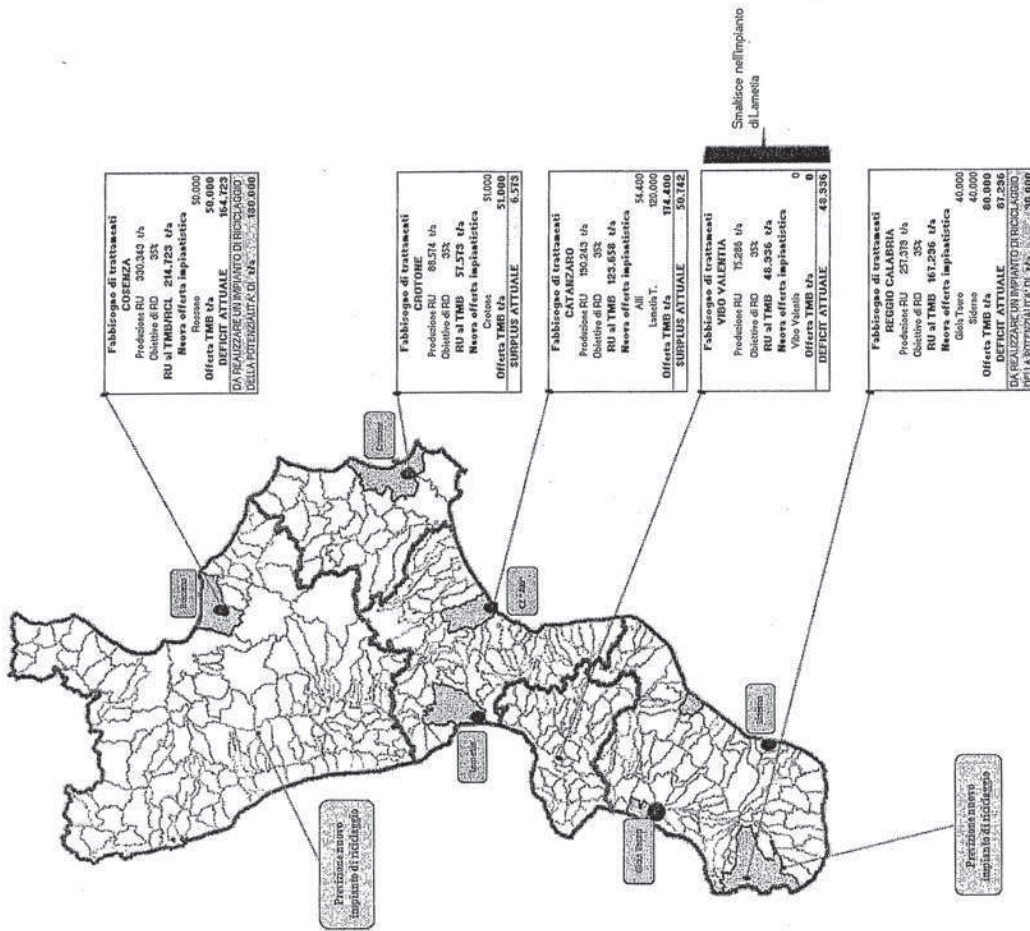 Fabbisogno di trattamenti
COSENZA
Produzione RU 330.343 t/a
Obiettivo di RD 35%
RU al TMB/RCL 214.723 t/a
Nuova offerta impiantistica
Rossano 50.000
Offerta TMB t/a 50.000
DEFICIT ATTUALE 164.723
DA REALIZZARE UN IMPIANTO DI RICICLAGGIO
DELLA POTENZIALITA' DI t/a
Fabbisogno di trattamenti
CROTONE
Produzione RU 88.574 t/a
Obiettivo di RD 35%
RU al TMB 57.573 t/a
Nuova offerta impiantistica
Crotone 51.000
Offerta TMB t/a 51.000
SURPLUS ATTUALE 6.573
Fabbisogno di trattamenti
CATANZARO
Produzione RU 190.243 t/a
Obiettivo di RD 35%
RU al TMB 123.658 t/a
Nuova offerta impiantistica
Alli 54.400
Lametia T. 120.000
Offerta TMB t/a 174.400
SURPLUS ATTUALE 50.742
Fabbisogno di trattamenti
VIBO VALENTIA
Produzione RU 75.286 t/a
Obiettivo di RD 35%
RU al TMB 48.936 t/a
Nuova offerta impiantistica
Vibo Valentia 0
Offerta TMB t/a 0
DEFICIT ATTUALE 48.936
Smaltisce nell'impianto
di Lametia
Fabbisogno di trattamenti
REGGIO CALABRIA
Produzione RU 257.379 t/a
Obiettivo di RD 35%
RU al TMB 167.296 t/a
Nuova offerta impiantistica
Gioia Tauro 40.000
Siderno 40.000
Offerta TMB t/a 80.000
DEFICIT ATTUALE 87.296
DA REALIZZARE UN IMPIANTO DI RICICLAGGIO
DELLA POTENZIALITA' DI t/a
Crotone
Siderno
Gioia Tauro
Previsione nuovo
impianto di riciclaggio
Previsione nuovo
impianto di riciclaggio